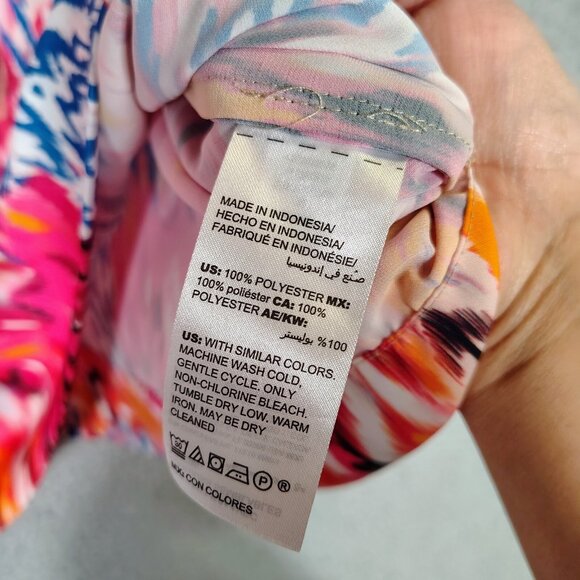 MADE IN INDONESIA/
HECHO EN INDONESIA/
FABRIQUÉ EN INDONÉSIE/
صنع في إندونيسيا
US: 100% POLYESTER MX:
100% poliéster CA: 100%
POLYESTER AE/KW:
100% بوليستر
US: WITH SIMILAR COLORS.
MACHINE WASH COLD,
GENTLE CYCLE. ONLY
NON-CHLORINE BLEACH.
TUMBLE DRY LOW. WARM
IRON. MAY BE DRY
CLEANED
P ®
MX: CON COLORES